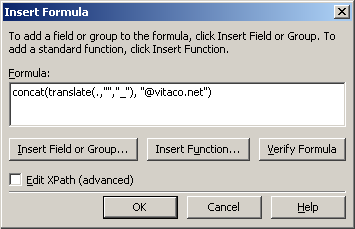 Insert Formula
To add a field or group to the formula, click Insert Field or Group. To
add a standard function, click Insert Function.
Formula:
concat(translate(.,"","_"), "@vitaco.net")
Insert Field or Group...
Insert Function...
Verify Formula
Edit XPath (advanced)
OK
Cancel
Help